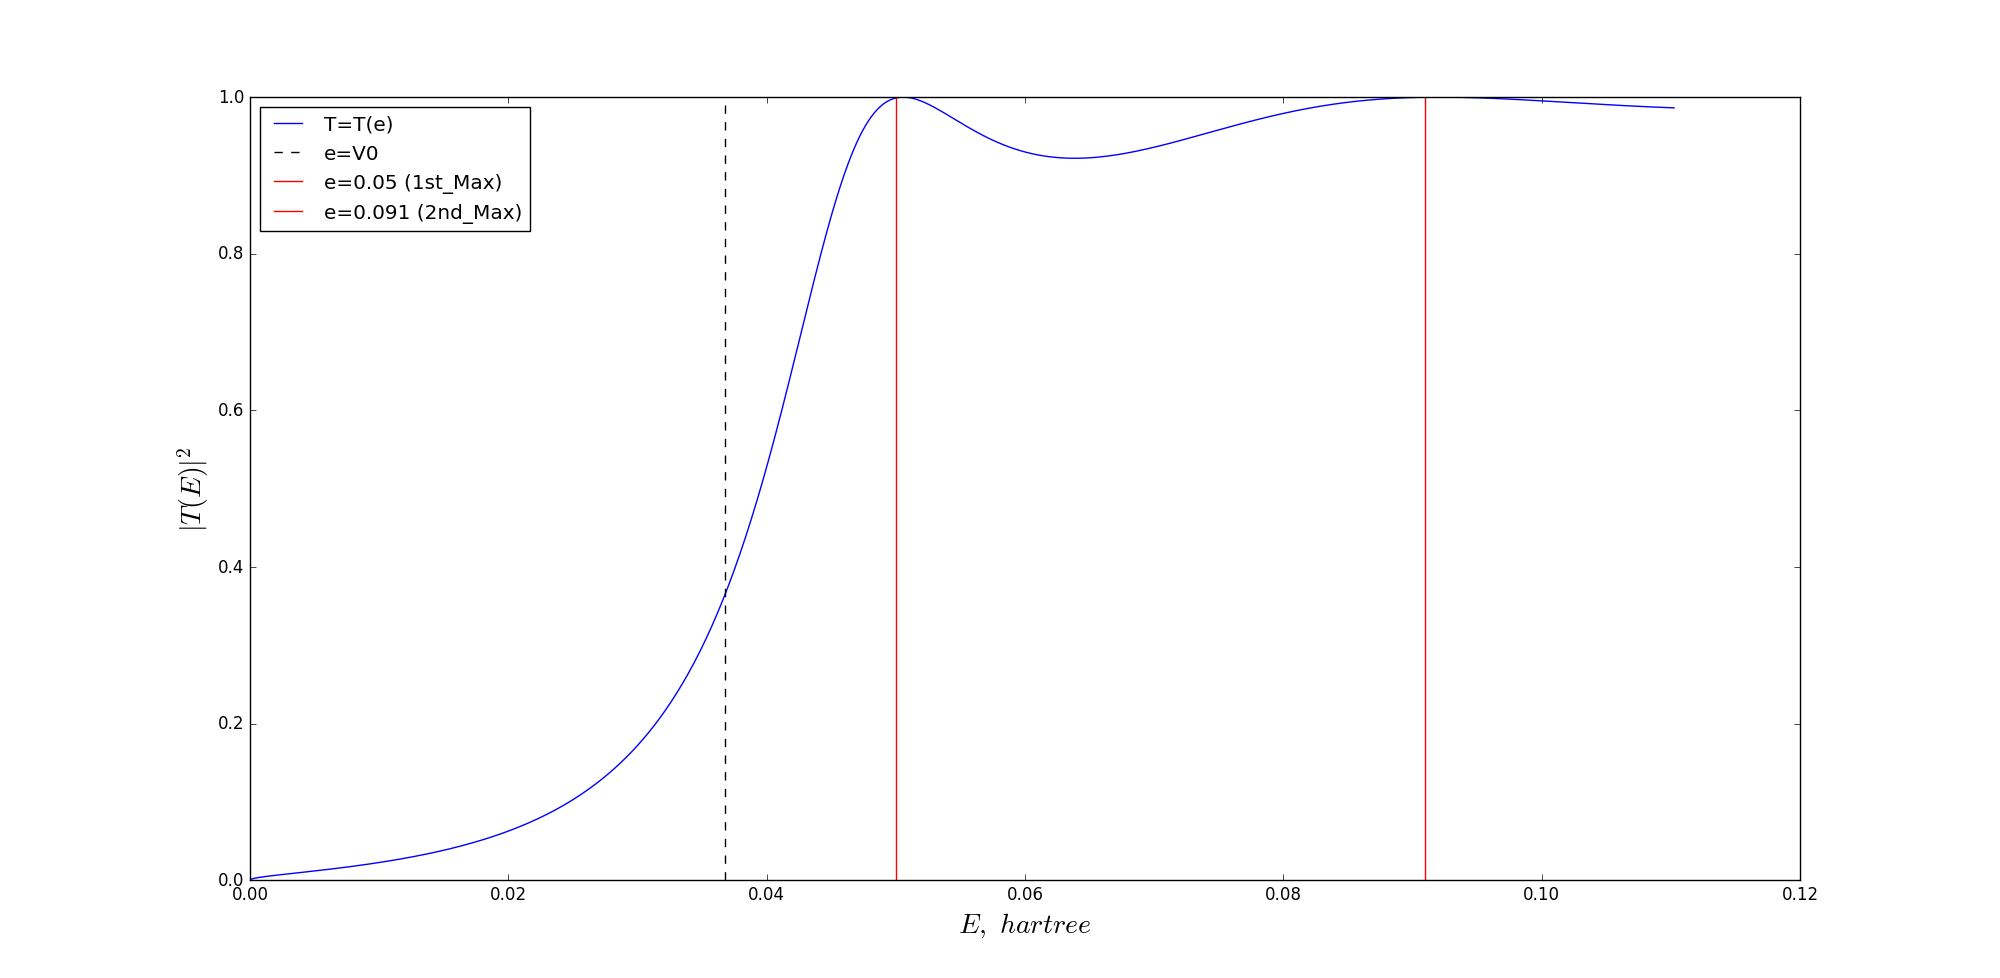 1.0
0.8
0.6
0.4
0.2
0.0
|T(E)|²
T=T(e)
e=V0
e=0.05 (1st_Max)
e=0.091 (2nd_Max)
0.00 0.02 0.04 0.06 0.08 0.10 0.12
E, hartree